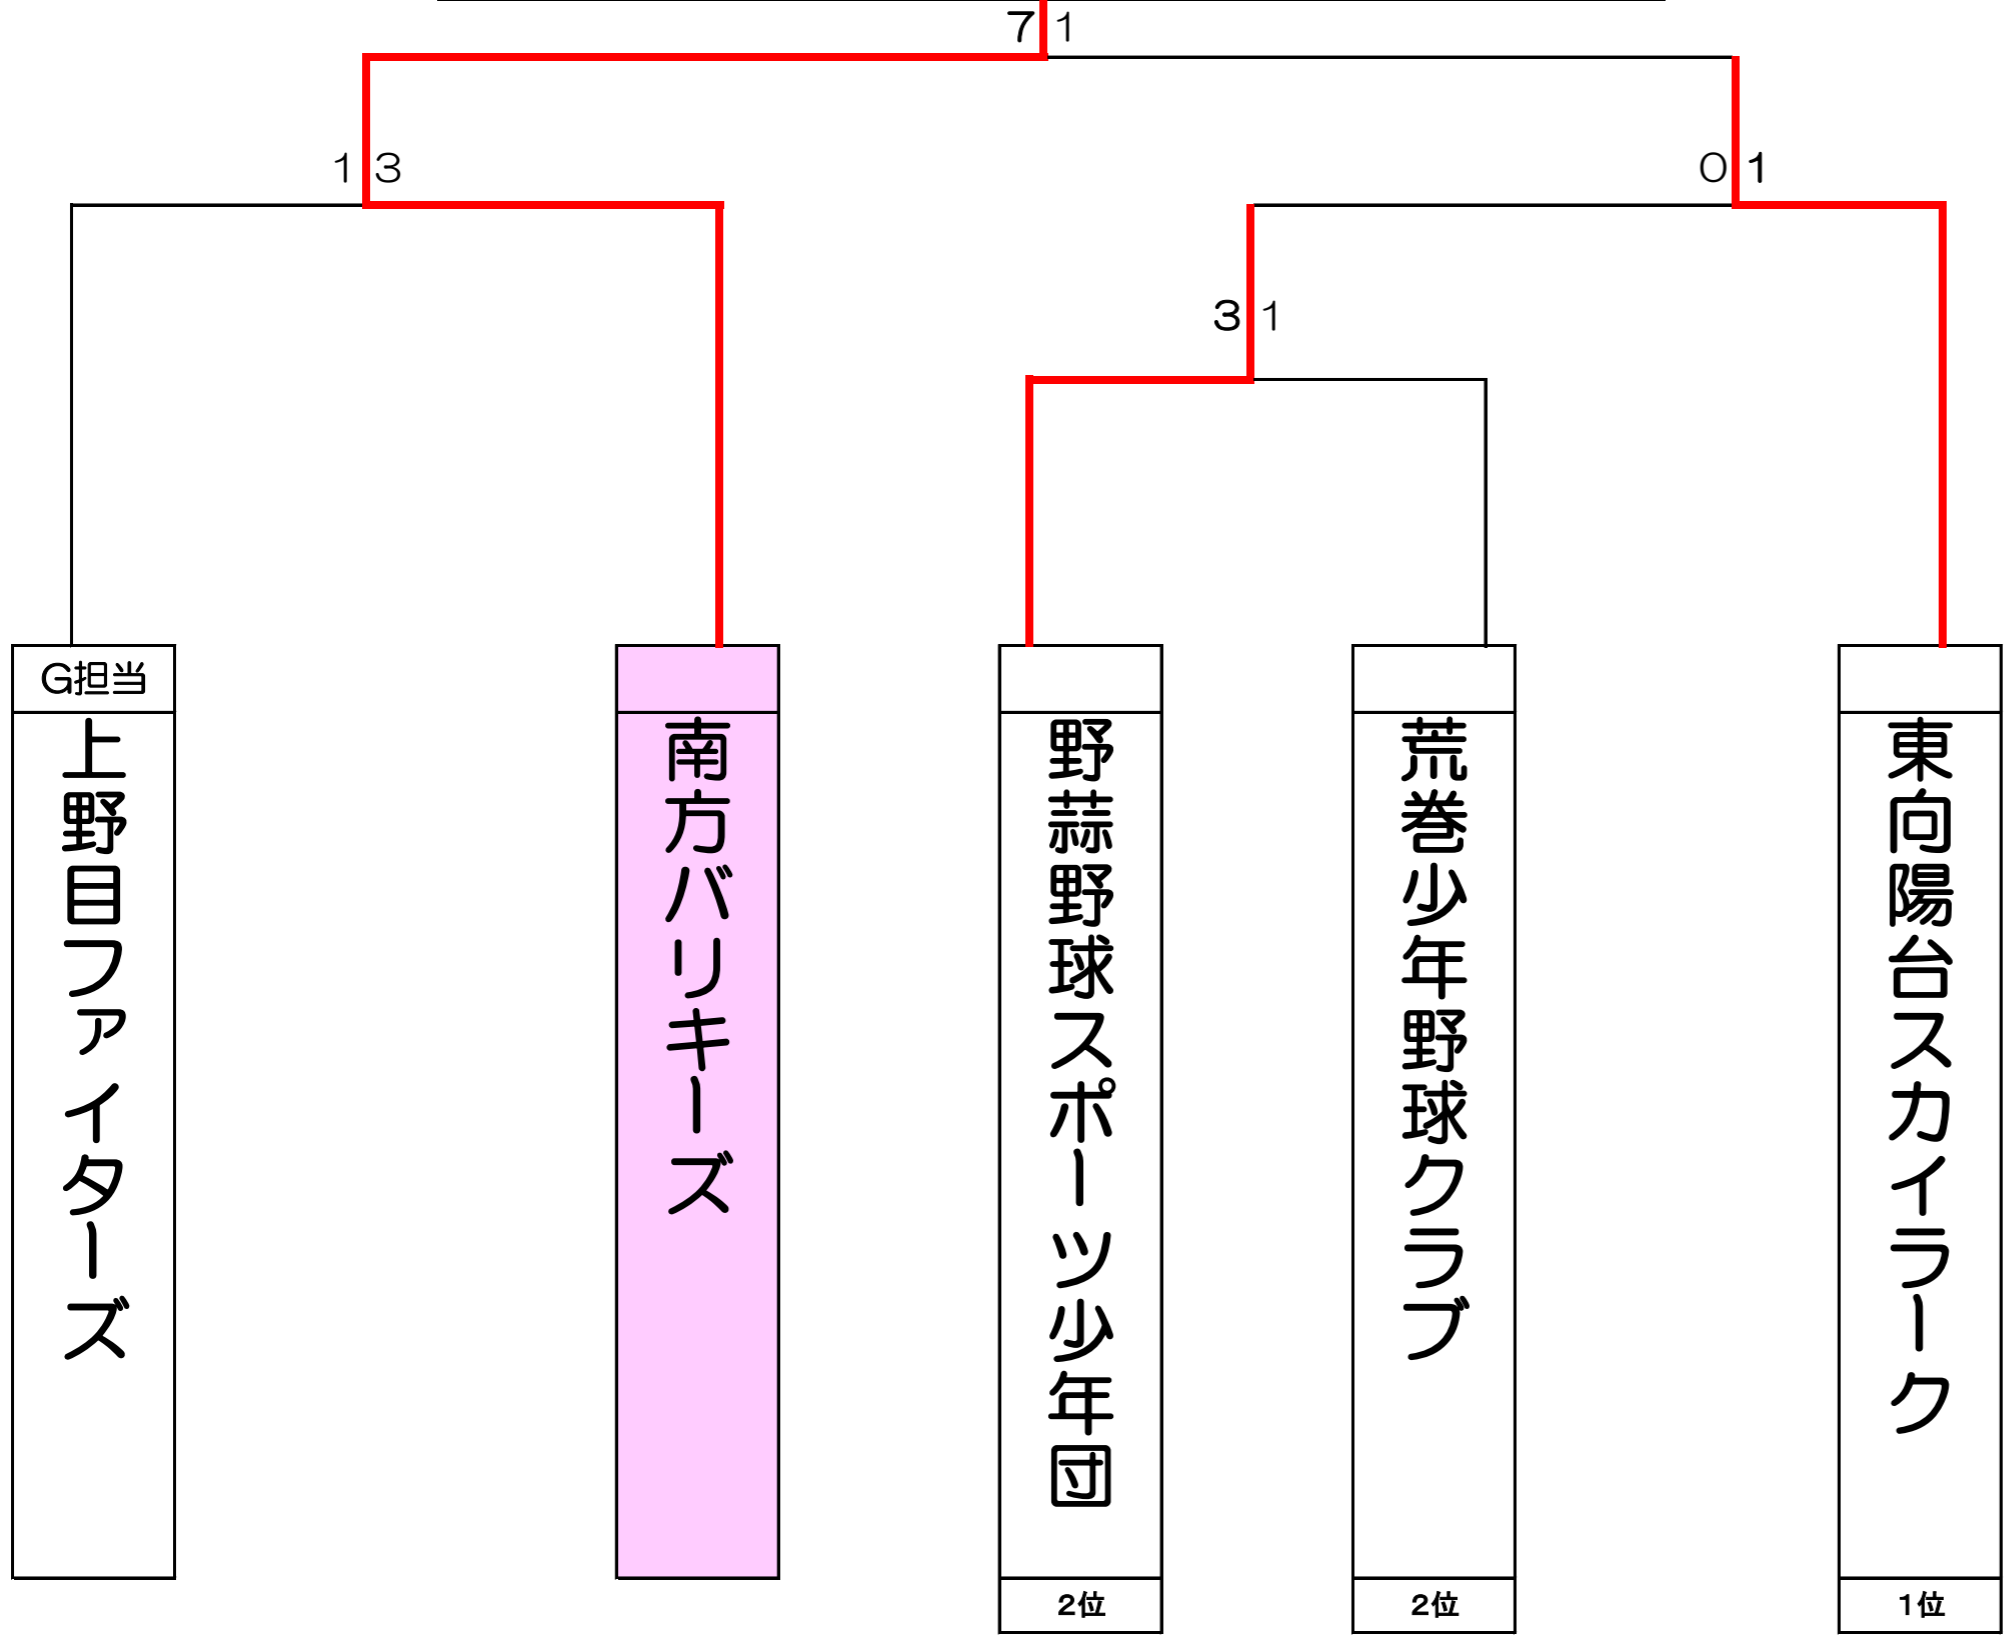 7 1
1 3
0 1
3 1
G担当
上野目ファイターズ
南方バリキーズ
野蒜野球スポーツ少年団
荒巻少年野球クラブ
東向陽台スカイラーク
2位
2位
1位